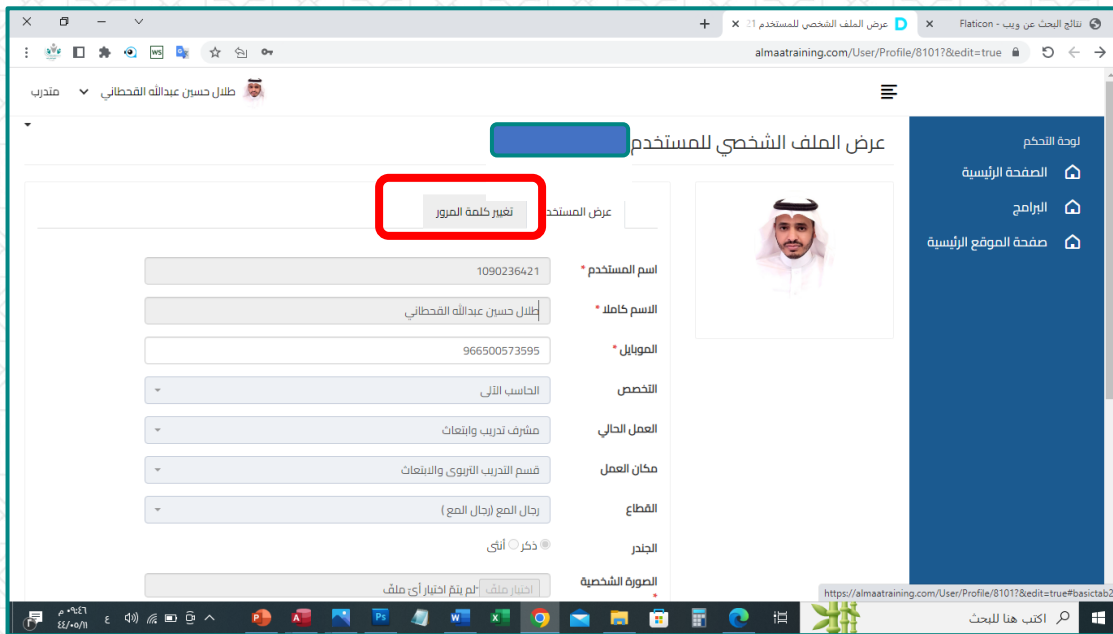 نتائج البحث عن ويب - Flaticon
عرض الملف الشخصي للمستخدم 21
almaatraining.com/User/Profile/8101?&edit=true
طلال حسين عبدالله القحطاني
متدرب
لوحة التحكم
الصفحة الرئيسية
البرامج
صفحة الموقع الرئيسية
عرض الملف الشخصي للمستخدم
عرض المستخد
تغيير كلمة المرور
اسم المستخدم *
1090236421
الاسم كاملا *
طلال حسين عبدالله القحطاني
الموبايل *
966500573595
التخصص
الحاسب الآلى
العمل الحالي
مشرف تدريب وابتعاث
مكان العمل
قسم التدريب التربوى والابتعاث
القطاع
رجال المع (رجال المع )
الجندر
ذكر أنثى
الصورة الشخصية
*
اختيار ملف لم يتم اختيار أي ملف
https://almaatraining.com/User/Profile/8101?&edit=true#basictab2
اكتب هنا للبحث
ع
٠٩:٤٦ م
٤٤/٠٥/١١